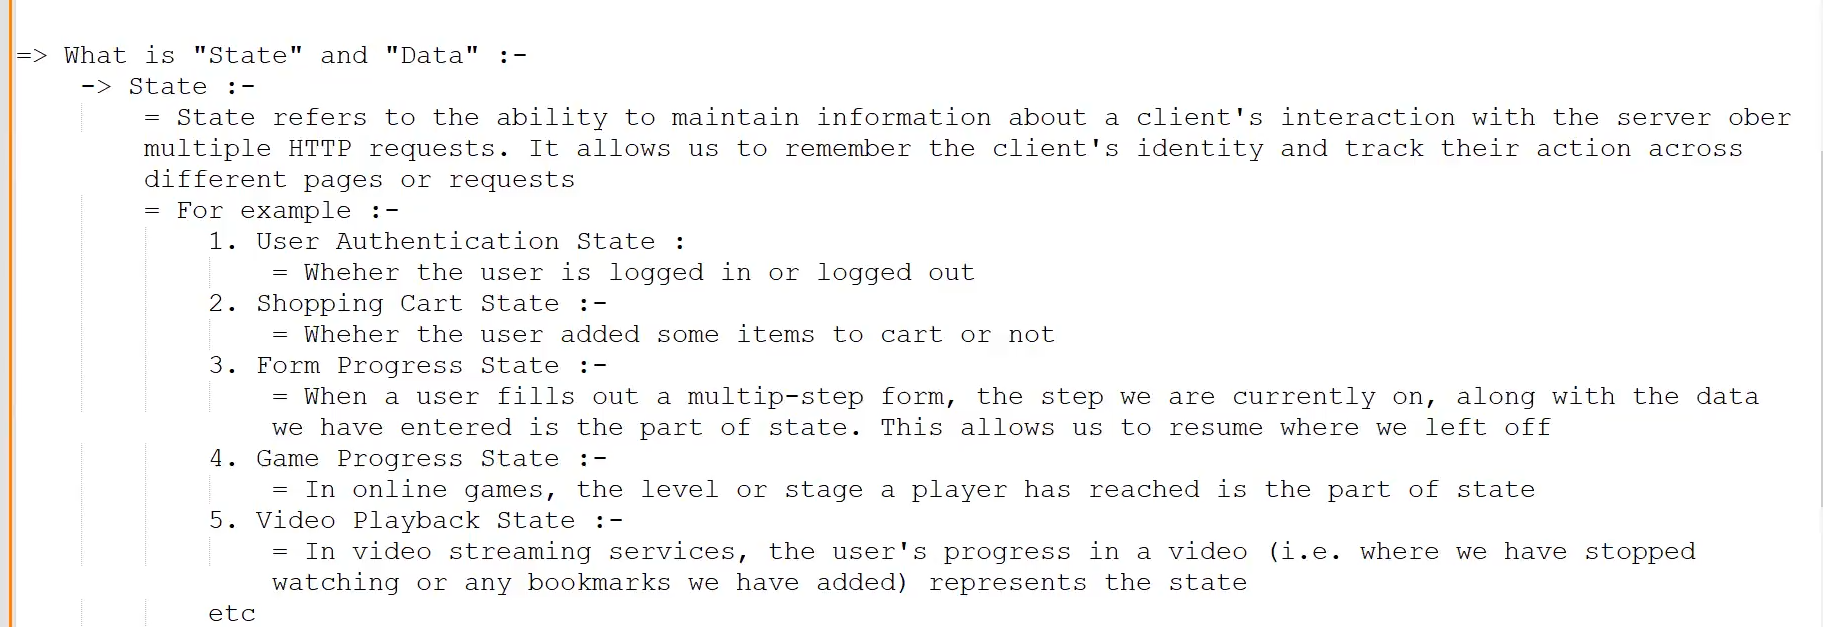 => What is "State" and "Data" :-
-> State :-
= State refers to the ability to maintain information about a client's interaction with the server ober
multiple HTTP requests. It allows us to remember the client's identity and track their action across
different pages or requests
= For example :-
1. User Authentication State :
= Wheher the user is logged in or logged out
2. Shopping Cart State :-
= Wheher the user added some items to cart or not
3. Form Progress State :-
= When a user fills out a multip-step form, the step we are currently on, along with the data
we have entered is the part of state. This allows us to resume where we left off
4. Game Progress State :-
= In online games, the level or stage a player has reached is the part of state
5. Video Playback State :-
= In video streaming services, the user's progress in a video (i.e. where we have stopped
watching or any bookmarks we have added) represents the state
etc